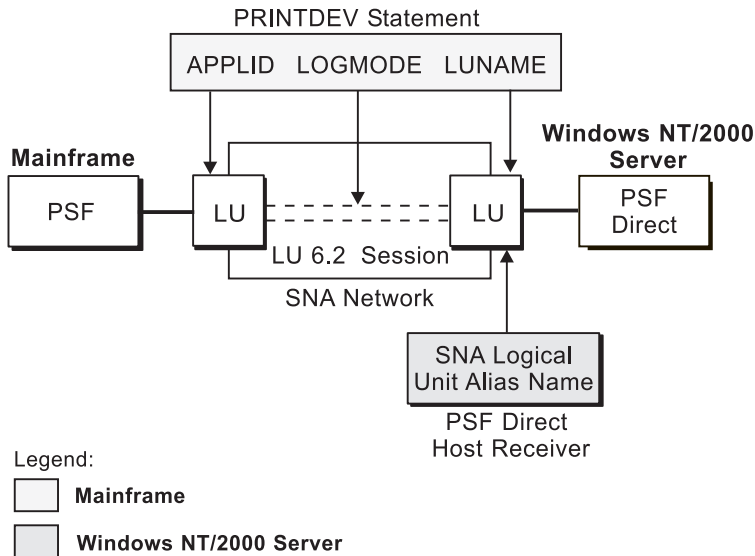 PRINTDEV Statement
APPLID LOGMODE LUNAME
Mainframe
Windows NT/2000
Server
PSF
LU
LU
PSF
Direct
LU 6.2 Session
SNA Network
SNA Logical
Unit Alias Name
PSF Direct
Host Receiver
Legend:
Mainframe
Windows NT/2000 Server